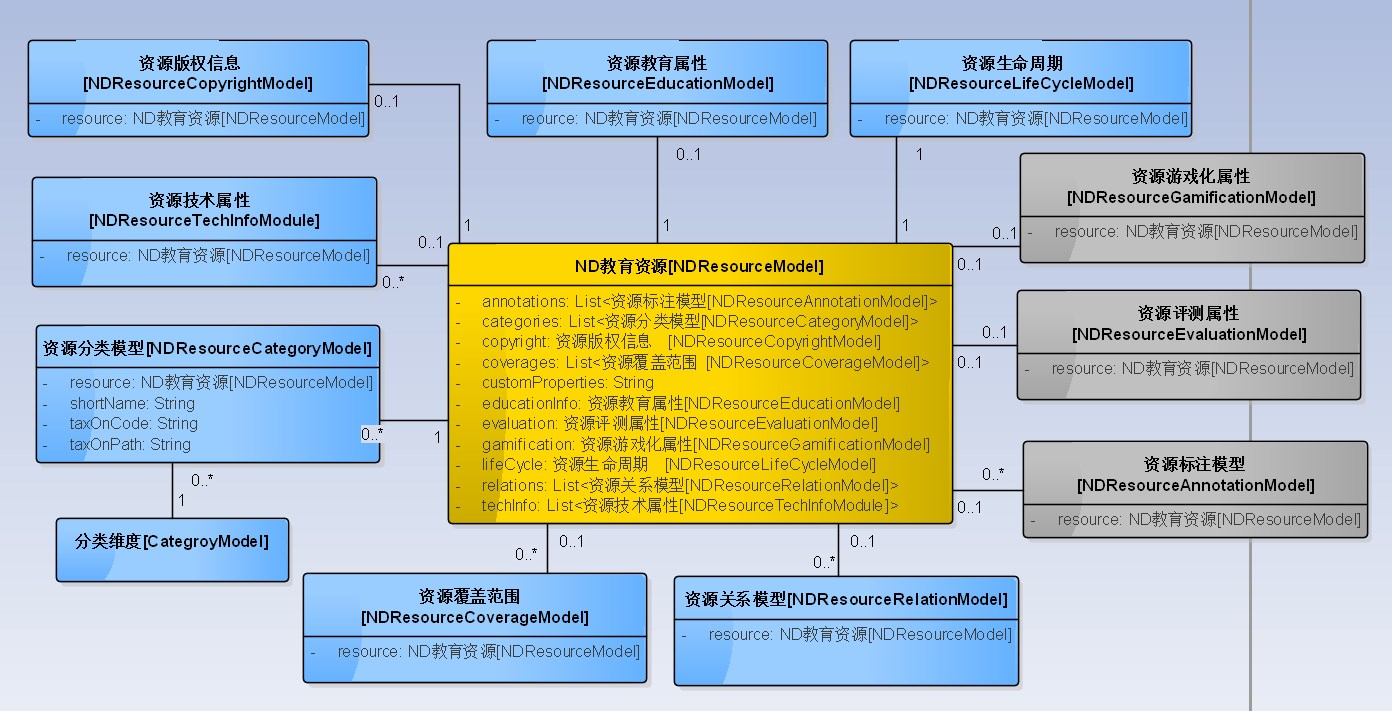 资源版权信息
[NDResourceCopyrightModel]
- resource: ND教育资源[NDResourceModel]
0..1
1
资源教育属性
[NDResourceEducationModel]
- reource: ND教育资源[NDResourceModel]
0..1
1
资源生命周期
[NDResourceLifeCycleModel]
- resource: ND教育资源[NDResourceModel]
1
1
资源技术属性
[NDResourceTechInfoModule]
- resource: ND教育资源[NDResourceModel]
0..1
0..*
资源游戏化属性
[NDResourceGamificationModel]
- resource: ND教育资源[NDResourceModel]
0..1
0..1
ND教育资源[NDResourceModel]
- annotations: List<资源标注模型[NDResourceAnnotationModel]>
- categories: List<资源分类模型[NDResourceCategoryModel]>
- copyright: 资源版权信息 [NDResourceCopyrightModel]
- coverages: List<资源覆盖范围 [NDResourceCoverageModel]>
- customProperties: String
- educationInfo: 资源教育属性[NDResourceEducationModel]
- evaluation: 资源评测属性[NDResourceEvaluationModel]
- gamification: 资源游戏化属性[NDResourceGamificationModel]
- lifeCycle: 资源生命周期 [NDResourceLifeCycleModel]
- relations: List<资源关系模型[NDResourceRelationModel]>
- techInfo: List<资源技术属性[NDResourceTechInfoModule]>
资源评测属性
[NDResourceEvaluationModel]
- resource: ND教育资源[NDResourceModel]
0..1
0..1
资源分类模型[NDResourceCategoryModel]
- resource: ND教育资源[NDResourceModel]
- shortName: String
- taxOnCode: String
- taxOnPath: String
0..*
1
0..*
1
分类维度[CategroyModel]
资源标注模型
[NDResourceAnnotationModel]
- resource: ND教育资源[NDResourceModel]
0..*
0..1
0..*
0..1
资源覆盖范围
[NDResourceCoverageModel]
- resource: ND教育资源[NDResourceModel]
0..1
0..*
资源关系模型[NDResourceRelationModel]
- resource: ND教育资源[NDResourceModel]